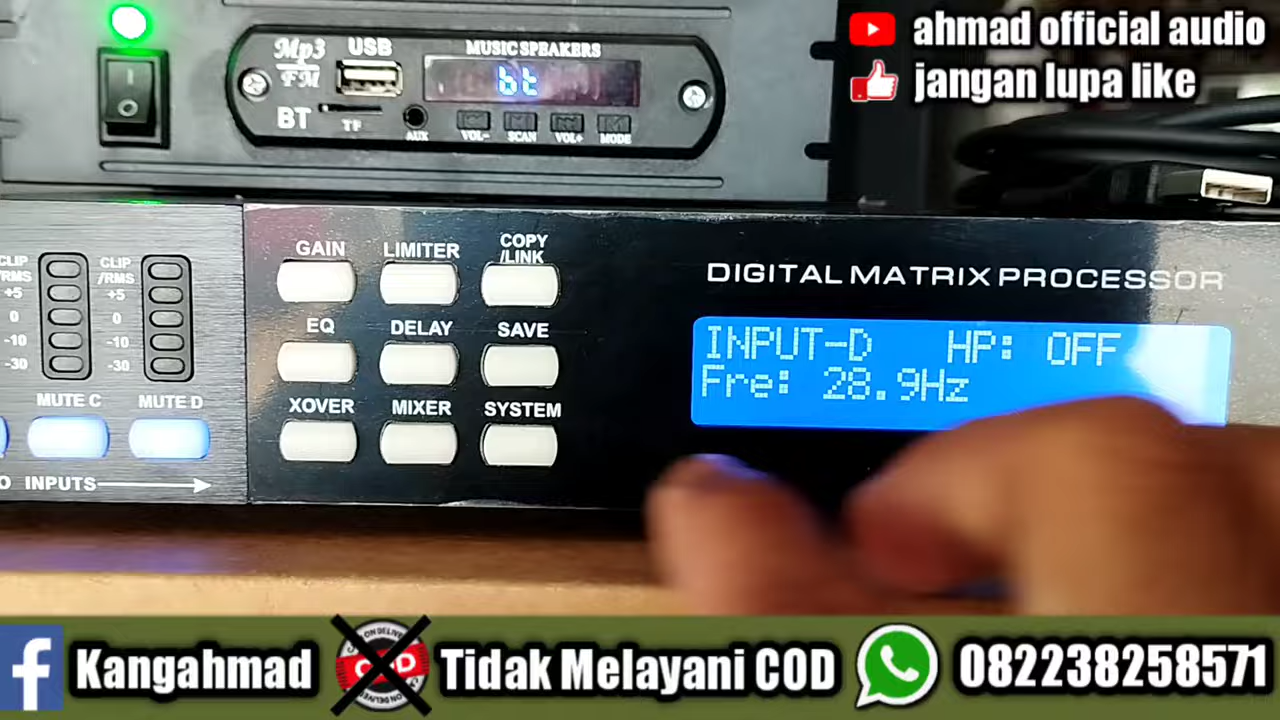 ahmad official audio
jangan lupa like
Mp3
FM
USB
MUSIC SPEAKERS
bt
BT
TF
AUX
VOL-
SCAN
VOL+
MODE
CLIP
/RMS
+5
0
-10
-30
CLIP
/RMS
+5
0
-10
-30
MUTE C
MUTE D
INPUTS
GAIN
LIMITER
COPY
/LINK
EQ
DELAY
SAVE
XOVER
MIXER
SYSTEM
DIGITAL MATRIX PROCESSOR
INPUT-D HP: OFF
Fre: 28.9Hz
Kangahmad
COD
Tidak Melayani COD
082238258571